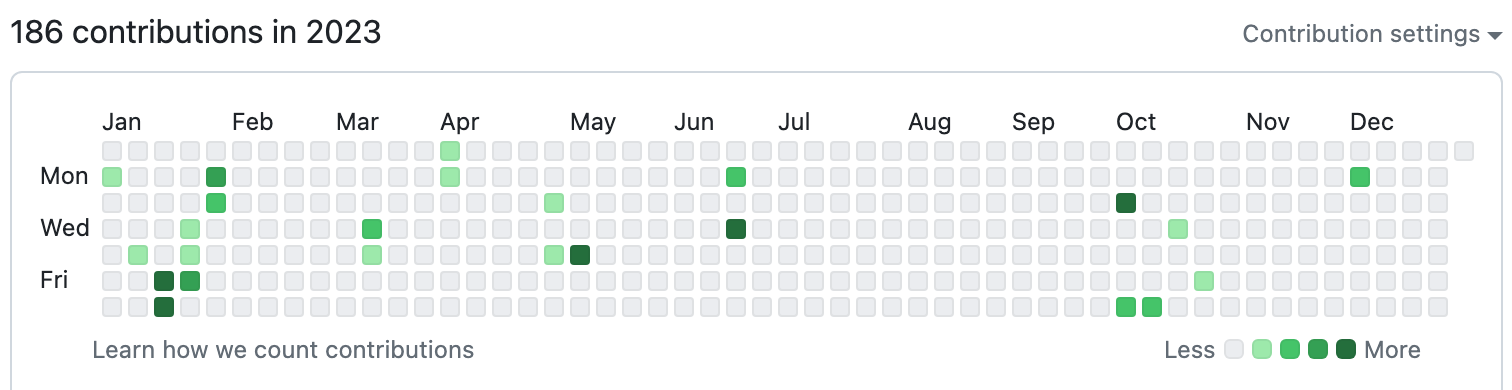 186 contributions in 2023
Contribution settings
Jan Feb Mar Apr May Jun Jul Aug Sep Oct Nov Dec
Mon
Wed
Fri
Learn how we count contributions
Less More